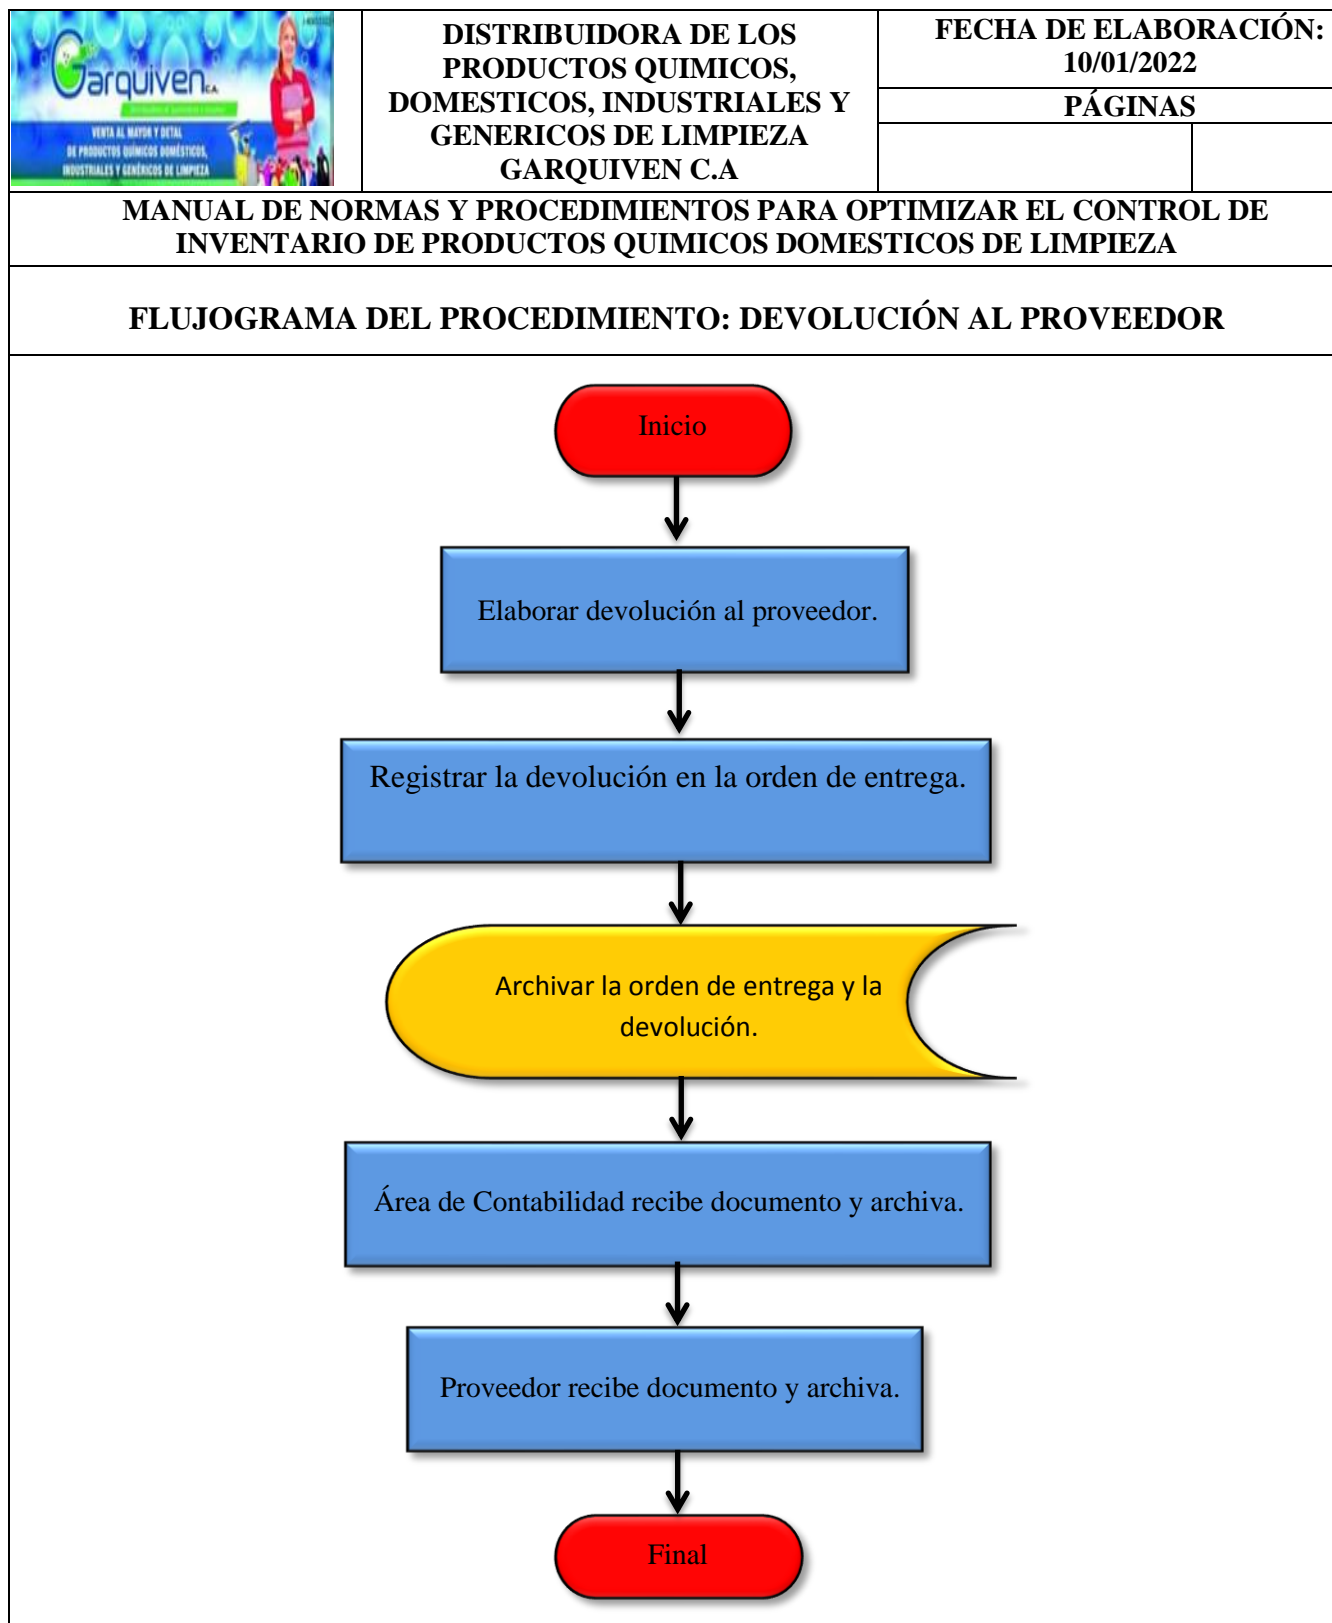 Garquiven C.A.
VENTA AL MAYOR Y DETAL
DE PRODUCTOS QUÍMICOS DOMÉSTICOS,
INDUSTRIALES Y GENÉRICOS DE LIMPIEZA
DISTRIBUIDORA DE LOS
PRODUCTOS QUIMICOS,
DOMESTICOS, INDUSTRIALES Y
GENERICOS DE LIMPIEZA
GARQUIVEN C.A
FECHA DE ELABORACIÓN:
10/01/2022
PÁGINAS
MANUAL DE NORMAS Y PROCEDIMIENTOS PARA OPTIMIZAR EL CONTROL DE
INVENTARIO DE PRODUCTOS QUIMICOS DOMESTICOS DE LIMPIEZA
FLUJOGRAMA DEL PROCEDIMIENTO: DEVOLUCIÓN AL PROVEEDOR
Inicio
Elaborar devolución al proveedor.
Registrar la devolución en la orden de entrega.
Archivar la orden de entrega y la
devolución.
Área de Contabilidad recibe documento y archiva.
Proveedor recibe documento y archiva.
Final